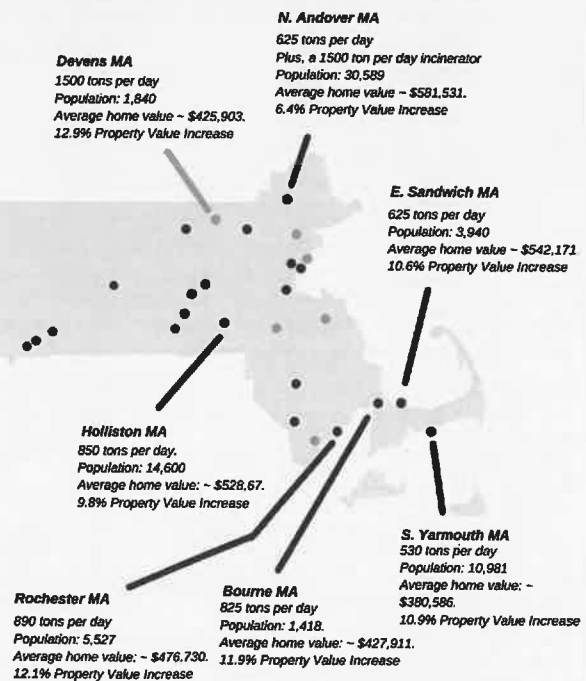 N. Andover MA
625 tons per day
Plus, a 1500 ton per day incinerator
Population: 30,589
Average home value ~ $581,531.
6.4% Property Value Increase
Devens MA
1500 tons per day
Population: 1,840
Average home value ~ $425,903.
12.9% Property Value Increase
E. Sandwich MA
625 tons per day
Population: 3,940
Average home value ~ $542,171
10.6% Property Value Increase
Holliston MA
850 tons per day.
Population: 14,600
Average home value: ~ $528,67.
9.8% Property Value Increase
S. Yarmouth MA
530 tons per day
Population: 10,981
Average home value: ~
$380,586.
10.9% Property Value Increase
Rochester MA
890 tons per day
Population: 5,527
Average home value: ~ $476.730.
12.1% Property Value Increase
Bourne MA
825 tons per day
Population: 1,418.
Average home value: ~ $427,911.
11.9% Property Value Increase